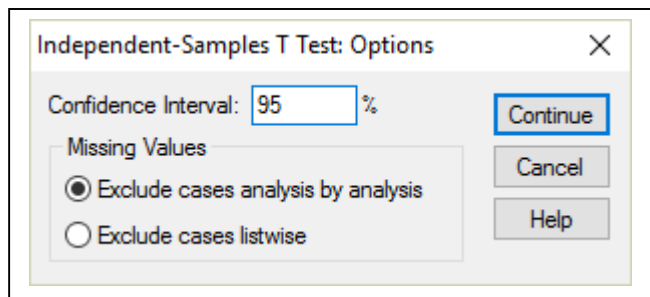 Independent-Samples T Test: Options
Confidence Interval: 95 %
Continue
Missing Values
Cancel
Exclude cases analysis by analysis
Exclude cases listwise
Help